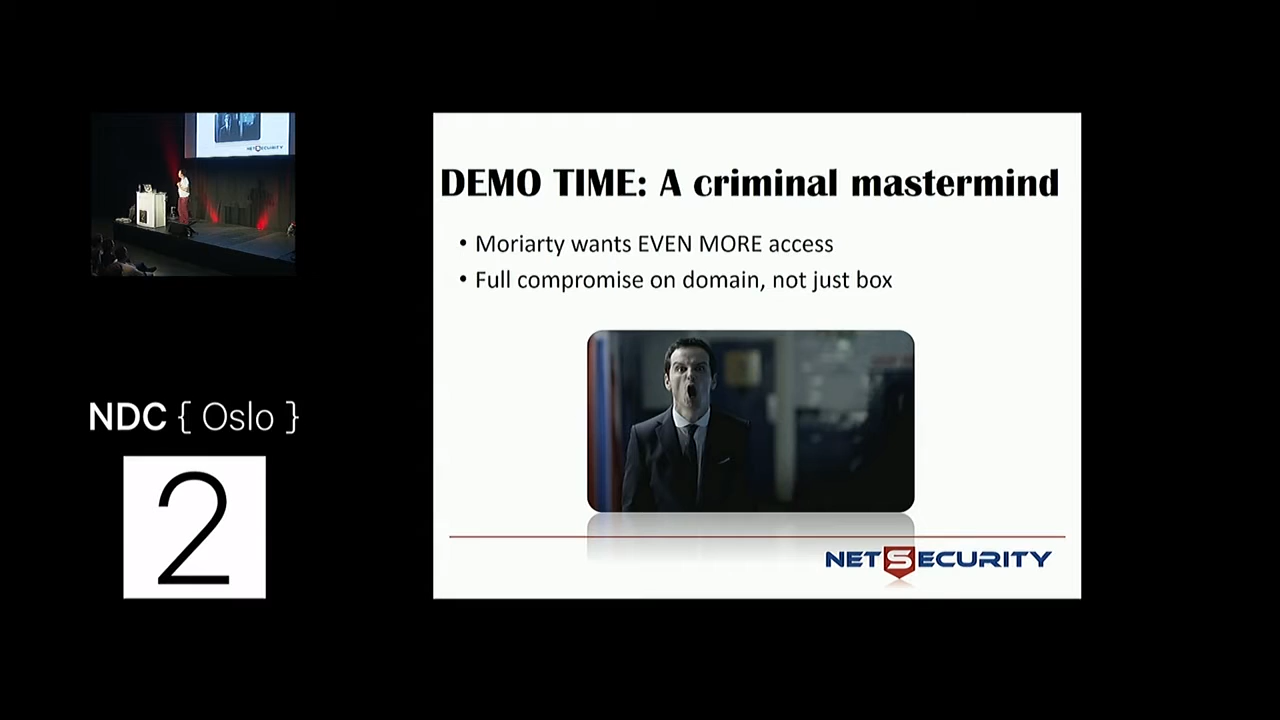 NETSECURITY
DEMO TIME: A criminal mastermind
• Moriarty wants EVEN MORE access
• Full compromise on domain, not just box
NDC { Oslo }
2
NETSECURITY